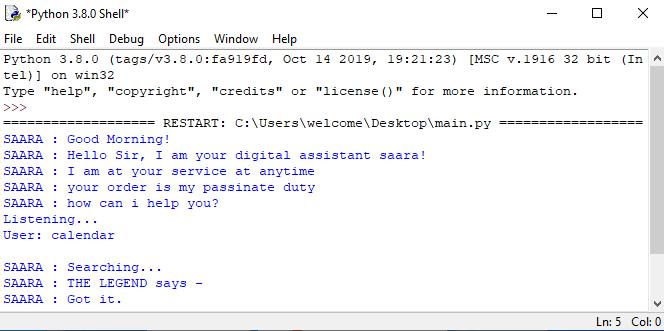 *Python 3.8.0 Shell*
File Edit Shell Debug Options Window Help
Python 3.8.0 (tags/v3.8.0:fa919fd, Oct 14 2019, 19:21:23) [MSC v.1916 32 bit (In
tel)] on win32
Type "help", "copyright", "credits" or "license()" for more information.
>>>
=================== RESTART: C:\Users\welcome\Desktop\main.py ==================
SAARA : Good Morning!
SAARA : Hello Sir, I am your digital assistant saara!
SAARA : I am at your service at anytime
SAARA : your order is my passinate duty
SAARA : how can i help you?
Listening...
User: calendar
SAARA : Searching...
SAARA : THE LEGEND says -
SAARA : Got it.
Ln: 5 Col: 0